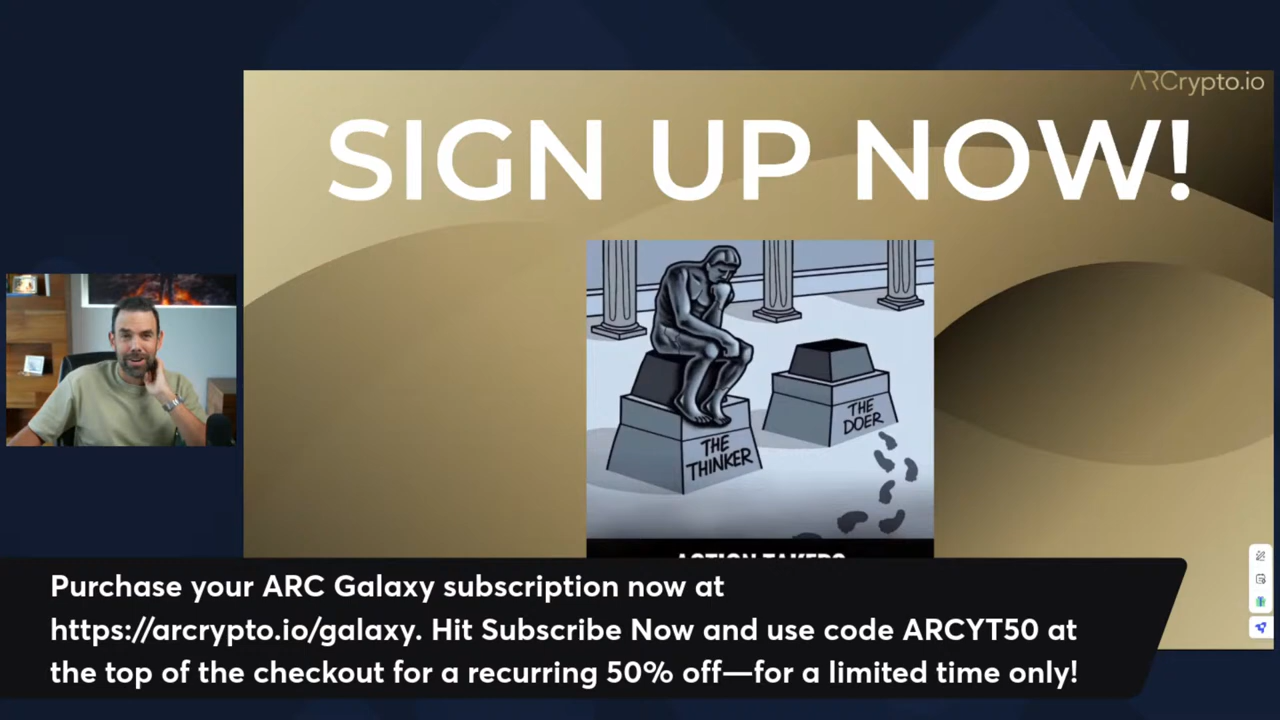 ARCrypto.io
SIGN UP NOW!
THE
THINKER
THE
DOER
ACTION TAKERS
Purchase your ARC Galaxy subscription now at
https://arcrypto.io/galaxy. Hit Subscribe Now and use code ARCYT50 at
the top of the checkout for a recurring 50% off—for a limited time only!